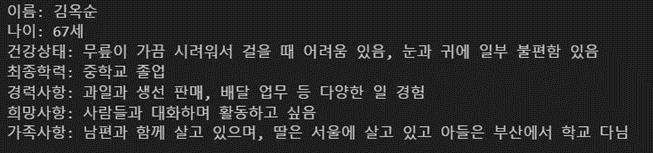 이름: 김옥순
나이: 67세
건강상태: 무릎이 가끔 시려워서 걸을 때 어려움 있음, 눈과 귀에 일부 불편함 있음
최종학력: 중학교 졸업
경력사항: 과일과 생선 판매, 배달 업무 등 다양한 일 경험
희망사항: 사람들과 대화하며 활동하고 싶음
가족사항: 남편과 함께 살고 있으며, 딸은 서울에 살고 있고 아들은 부산에서 학교 다님